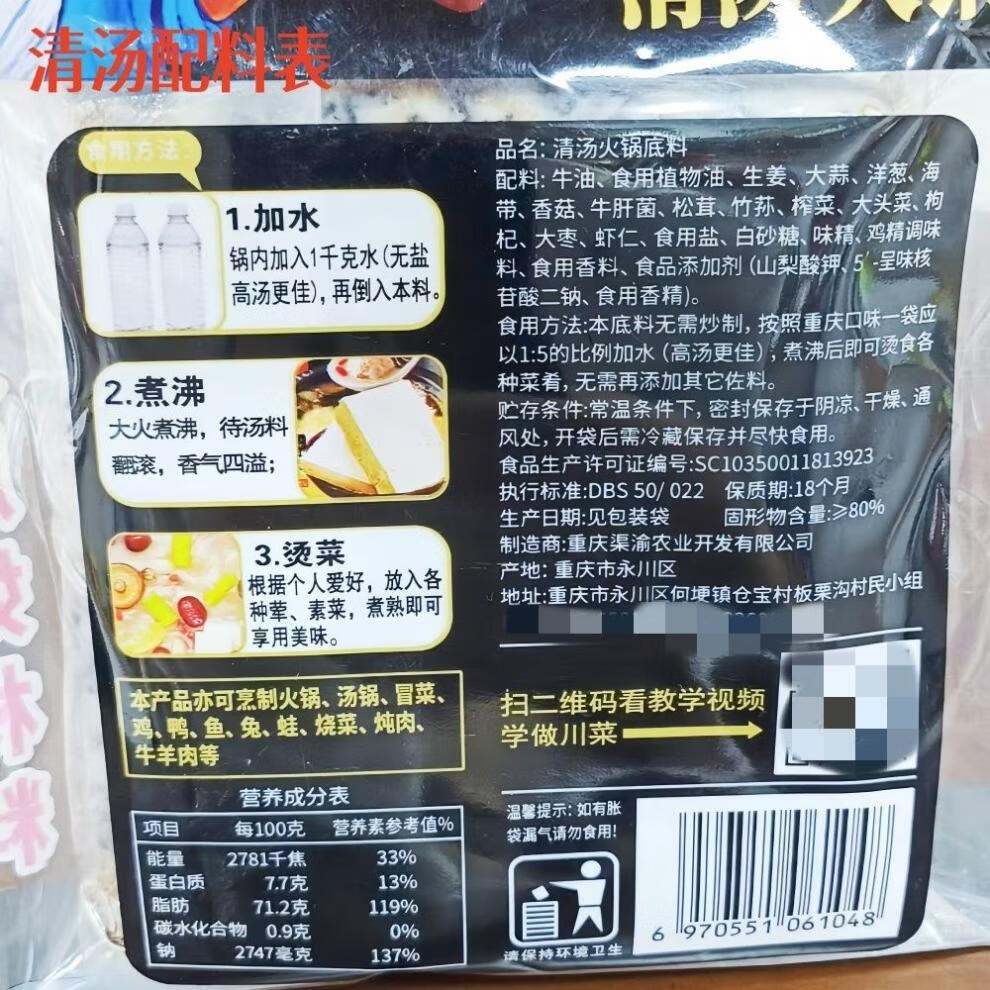 清汤配料表
食用方法:
1.加水
锅内加入1千克水(无盐
高汤更佳),再倒入本料。
2.煮沸
大火煮沸，待汤料
翻滚，香气四溢;
3.烫菜
根据个人爱好，放入各
种荤、素菜，煮熟即可
享用美味。
本产品亦可烹制火锅、汤锅、冒菜、
鸡、鸭、鱼、兔、蛙、烧菜、炖肉、
牛羊肉等
营养成分表
项目 每100克 营养素参考值%
能量 2781千焦 33%
蛋白质 7.7克 13%
脂肪 71.2克 119%
碳水化合物 0.9克 0%
钠 2747毫克 137%
品名: 清汤火锅底料
配料: 牛油、食用植物油、生姜、大蒜、洋葱、海
带、香菇、牛肝菌、松茸、竹荪、榨菜、大头菜、枸
杞、大枣、虾仁、食用盐、白砂糖、味精、鸡精调味
料、食用香料、食品添加剂 (山梨酸钾、5´-呈味核
苷酸二钠、食用香精)。
食用方法:本底料无需炒制，按照重庆口味一袋应
以1:5的比例加水（高汤更佳）,煮沸后即可烫食各
种菜肴, 无需再添加其它佐料。
贮存条件:常温条件下, 密封保存于阴凉、干燥、通
风处, 开袋后需冷藏保存并尽快食用。
食品生产许可证编号:SC10350011813923
执行标准:DBS 50/ 022 保质期:18个月
生产日期:见包装袋 固形物含量:≥80%
制造商:重庆渠渝农业开发有限公司
产地: 重庆市永川区
地址:重庆市永川区何埂镇仓宝村板栗沟村民小组
扫二维码看教学视频
学做川菜
温馨提示: 如有胀
袋漏气请勿食用!
请保持环境卫生
6 970551 061048